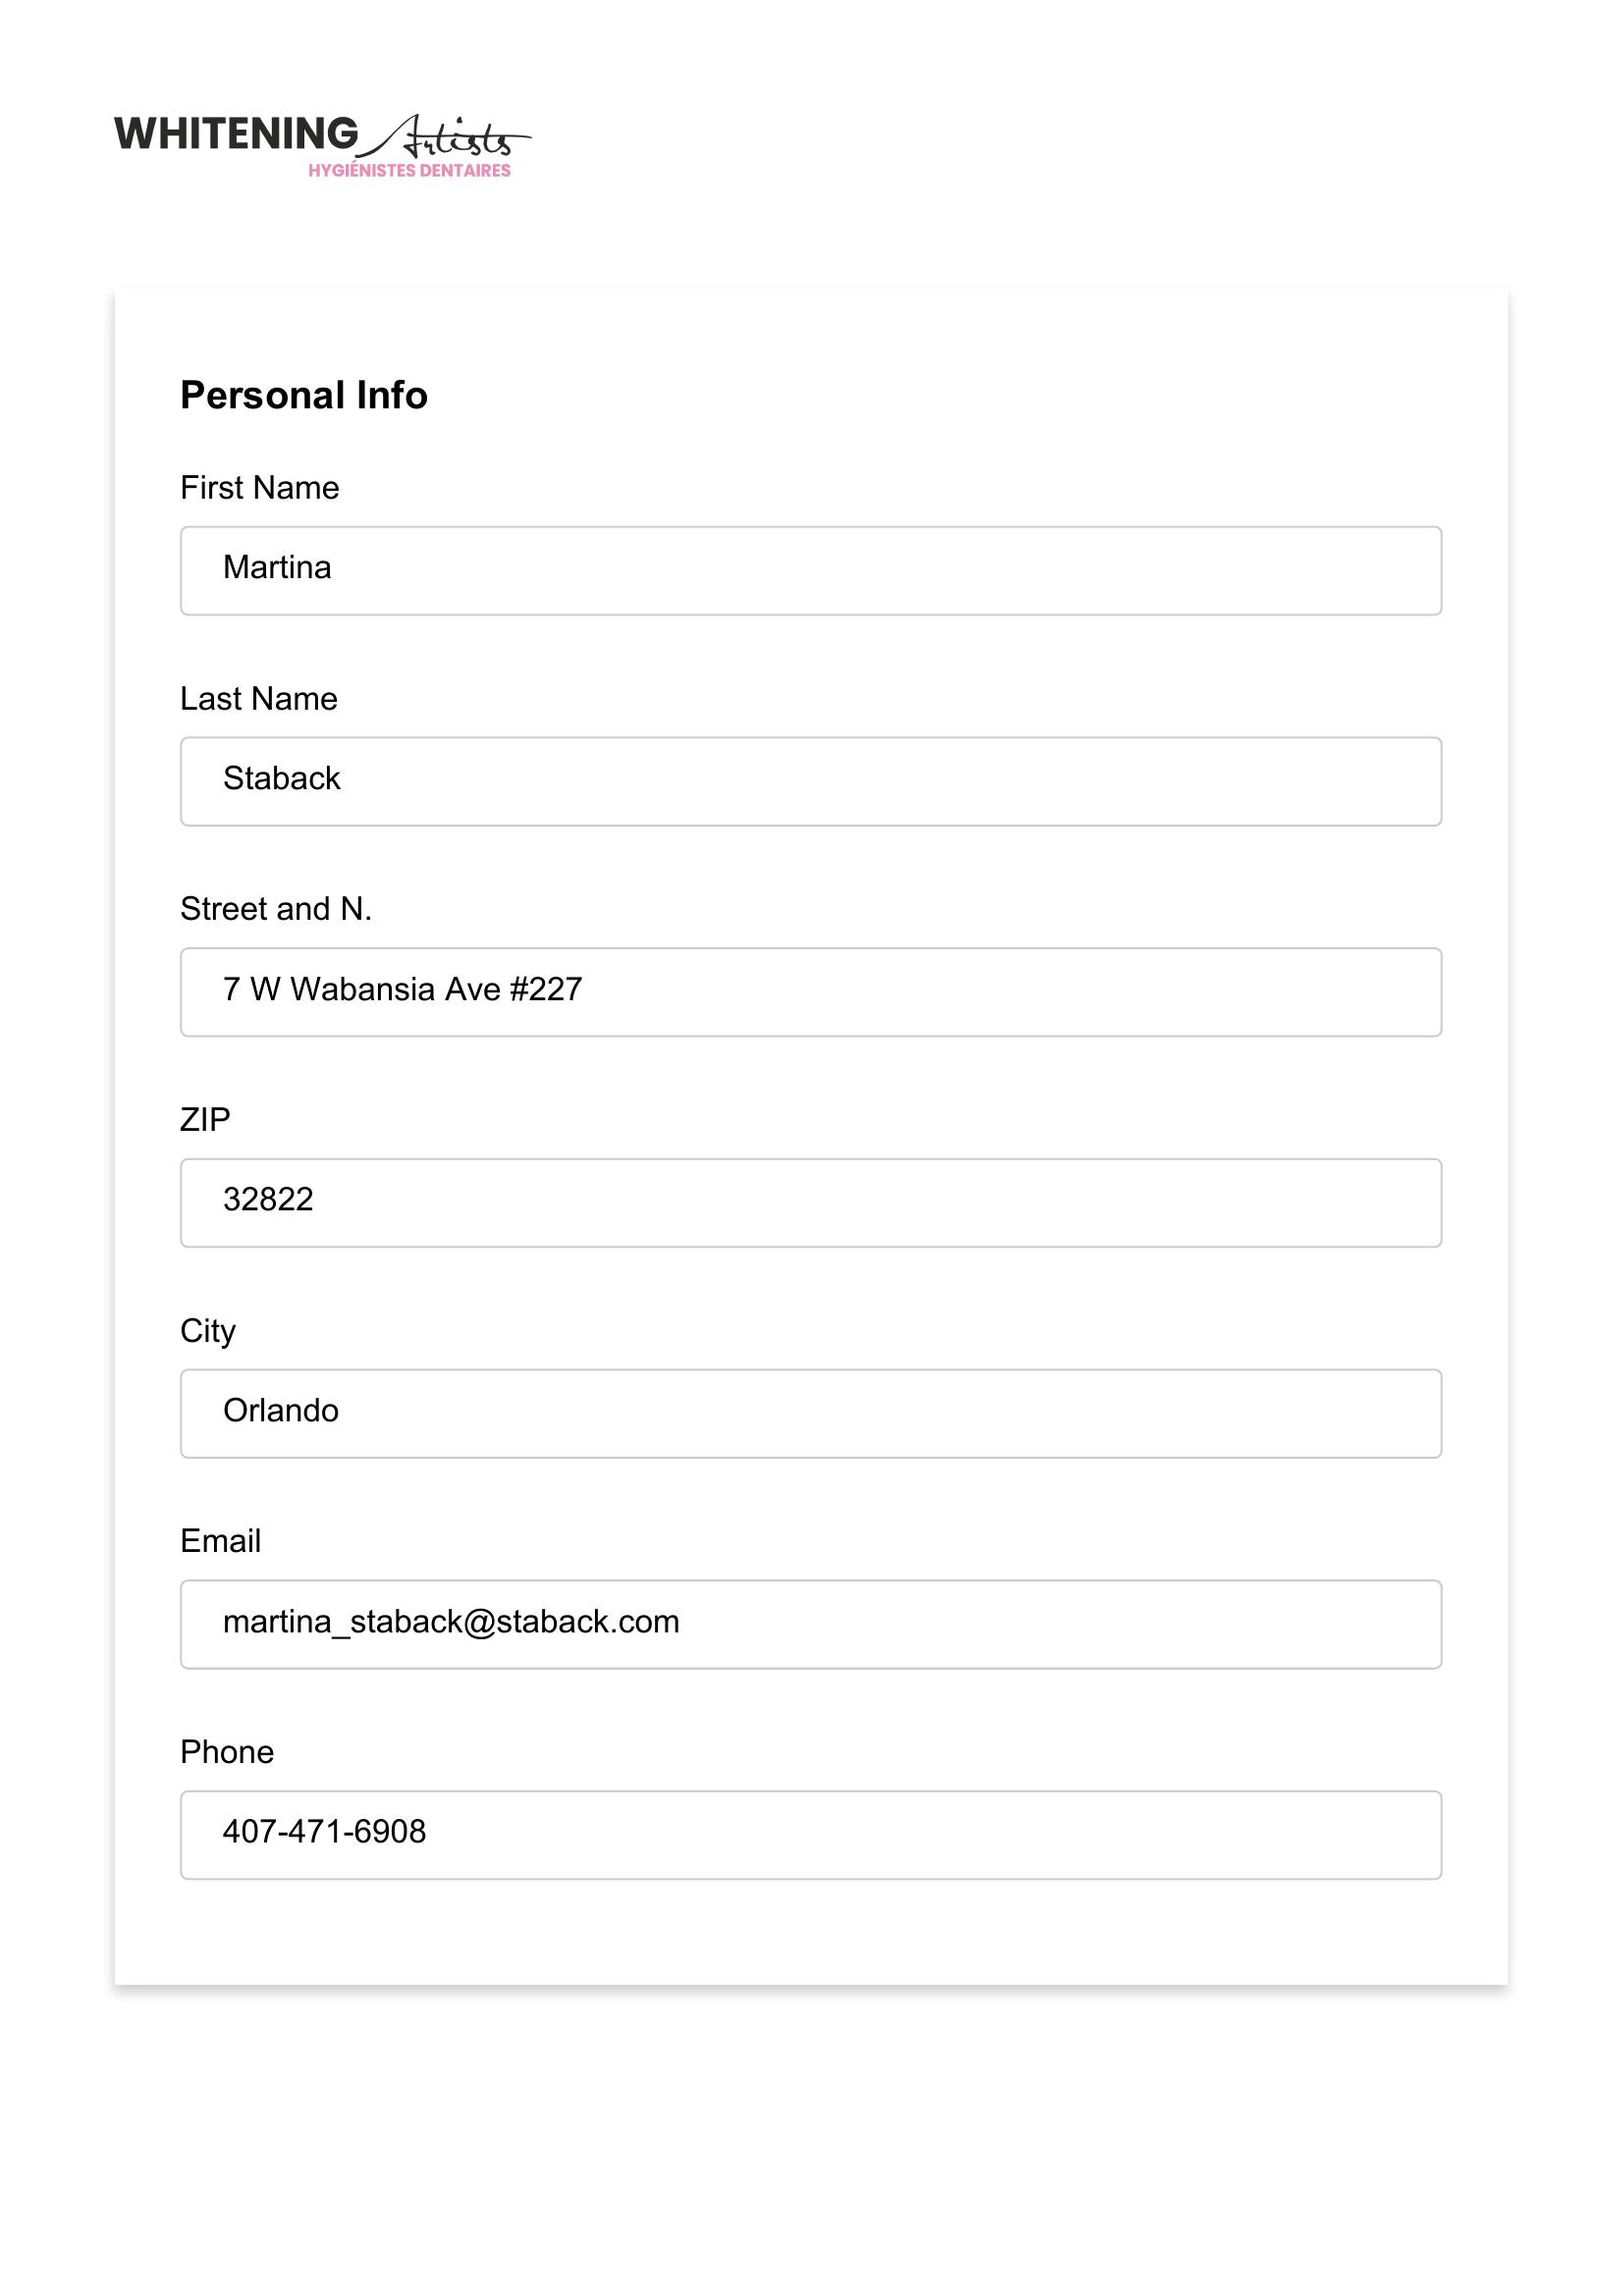 WHITENING Artists
HYGIÉNISTES DENTAIRES
Personal Info
First Name
Martina
Last Name
Staback
Street and N.
7 W Wabansia Ave #227
ZIP
32822
City
Orlando
Email
martina_staback@staback.com
Phone
407-471-6908